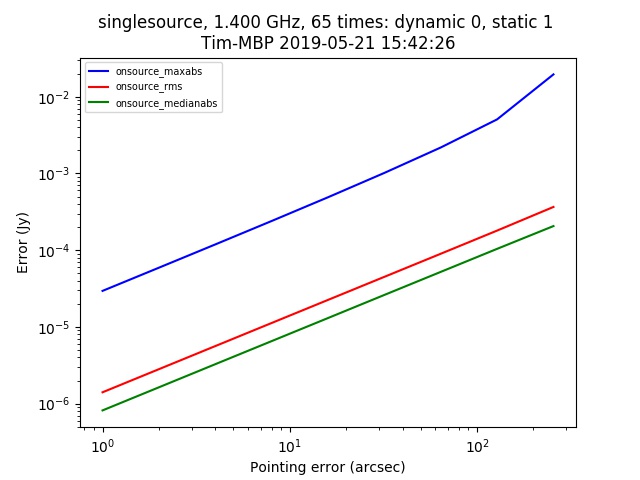 singlesource, 1.400 GHz, 65 times: dynamic 0, static 1
Tim-MBP 2019-05-21 15:42:26
onsource_maxabs
onsource_rms
onsource_medianabs
10⁻²
10⁻³
10⁻⁴
10⁻⁵
10⁻⁶
Error (Jy)
10⁰ 10¹ 10²
Pointing error (arcsec)